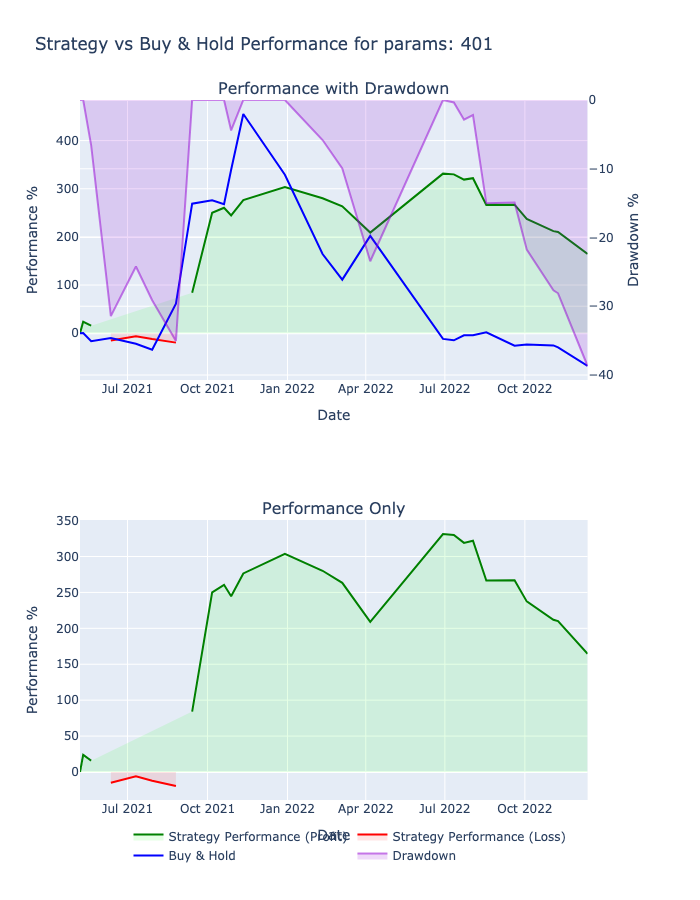 Strategy vs Buy & Hold Performance for params: 401
Performance with Drawdown
400
300
200
100
0
Performance %
0
−10
−20
−30
−40
Drawdown %
Jul 2021 Oct 2021 Jan 2022 Apr 2022 Jul 2022 Oct 2022
Date
Performance Only
350
300
250
200
150
100
50
0
Performance %
Jul 2021 Oct 2021 Jan 2022 Apr 2022 Jul 2022 Oct 2022
Date
Strategy Performance (Profit) Strategy Performance (Loss)
Buy & Hold Drawdown